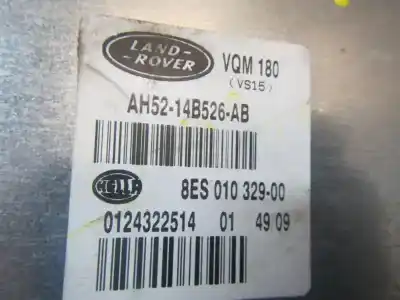 LAND-
-ROVER
VQM 180
(VS15)
AH52-14B526-AB
HELLA
8ES 010 329-00
0124322514 01 49 09